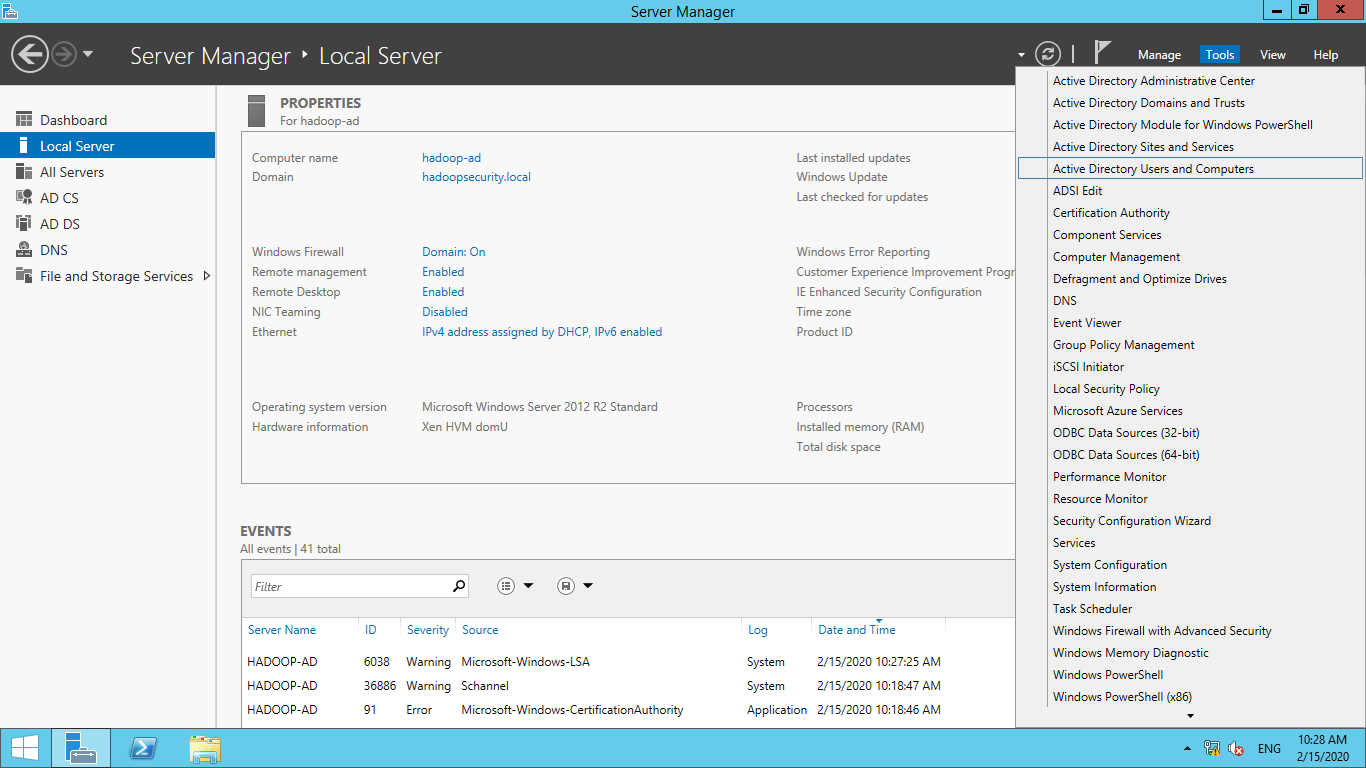 Server Manager
Server Manager ‣ Local Server
Manage Tools View Help
Dashboard
Local Server
All Servers
AD CS
AD DS
DNS
File and Storage Services
PROPERTIES
For hadoop-ad
Computer name hadoop-ad Last installed updates
Domain hadoopsecurity.local Windows Update
Last checked for updates
Windows Firewall Domain: On Windows Error Reporting
Remote management Enabled Customer Experience Improvement Progr
Remote Desktop Enabled IE Enhanced Security Configuration
NIC Teaming Disabled Time zone
Ethernet IPv4 address assigned by DHCP, IPv6 enabled Product ID
Operating system version Microsoft Windows Server 2012 R2 Standard Processors
Hardware information Xen HVM domU Installed memory (RAM)
Total disk space
EVENTS
All events | 41 total
Filter
Server Name ID Severity Source Log Date and Time
HADOOP-AD 6038 Warning Microsoft-Windows-LSA System 2/15/2020 10:27:25 AM
HADOOP-AD 36886 Warning Schannel System 2/15/2020 10:18:47 AM
HADOOP-AD 91 Error Microsoft-Windows-CertificationAuthority Application 2/15/2020 10:18:46 AM
Active Directory Administrative Center
Active Directory Domains and Trusts
Active Directory Module for Windows PowerShell
Active Directory Sites and Services
Active Directory Users and Computers
ADSI Edit
Certification Authority
Component Services
Computer Management
Defragment and Optimize Drives
DNS
Event Viewer
Group Policy Management
iSCSI Initiator
Local Security Policy
Microsoft Azure Services
ODBC Data Sources (32-bit)
ODBC Data Sources (64-bit)
Performance Monitor
Resource Monitor
Security Configuration Wizard
Services
System Configuration
System Information
Task Scheduler
Windows Firewall with Advanced Security
Windows Memory Diagnostic
Windows PowerShell
Windows PowerShell (x86)
ENG
10:28 AM
2/15/2020